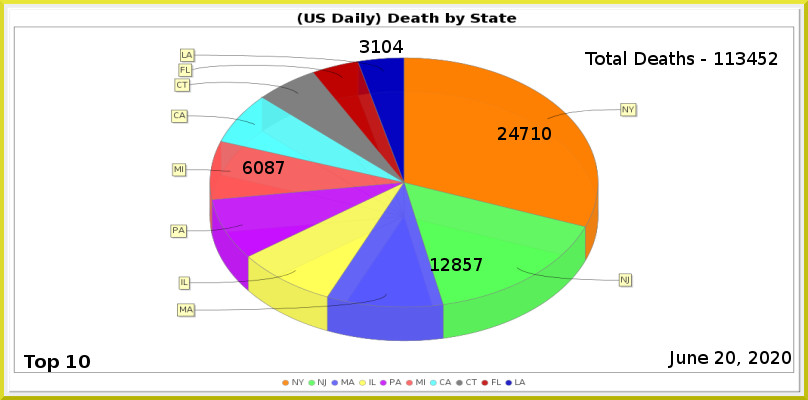 (US Daily) Death by State
LA
3104
Total Deaths - 113452
FL
CT
NY
CA
24710
MI
6087
PA
12857
NJ
IL
MA
Top 10
June 20, 2020
NY NJ MA IL PA MI CA CT FL LA